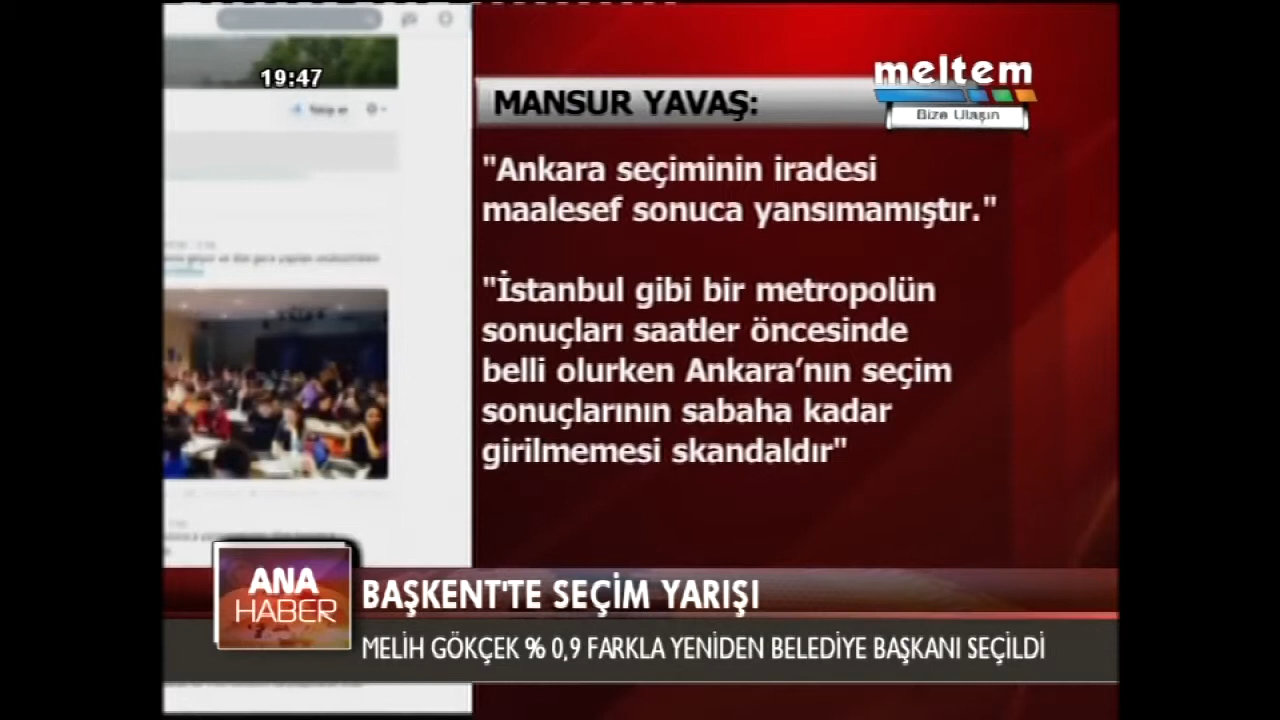 19:47
meltem
Bize Ulaşın
MANSUR YAVAŞ:
"Ankara seçiminin iradesi
maalesef sonuca yansımamıştır."
"İstanbul gibi bir metropolün
sonuçları saatler öncesinde
belli olurken Ankara’nın seçim
sonuçlarının sabaha kadar
girilmemesi skandaldır"
ANA
HABER
BAŞKENT'TE SEÇİM YARIŞI
MELİH GÖKÇEK % 0,9 FARKLA YENİDEN BELEDİYE BAŞKANI SEÇİLDİ